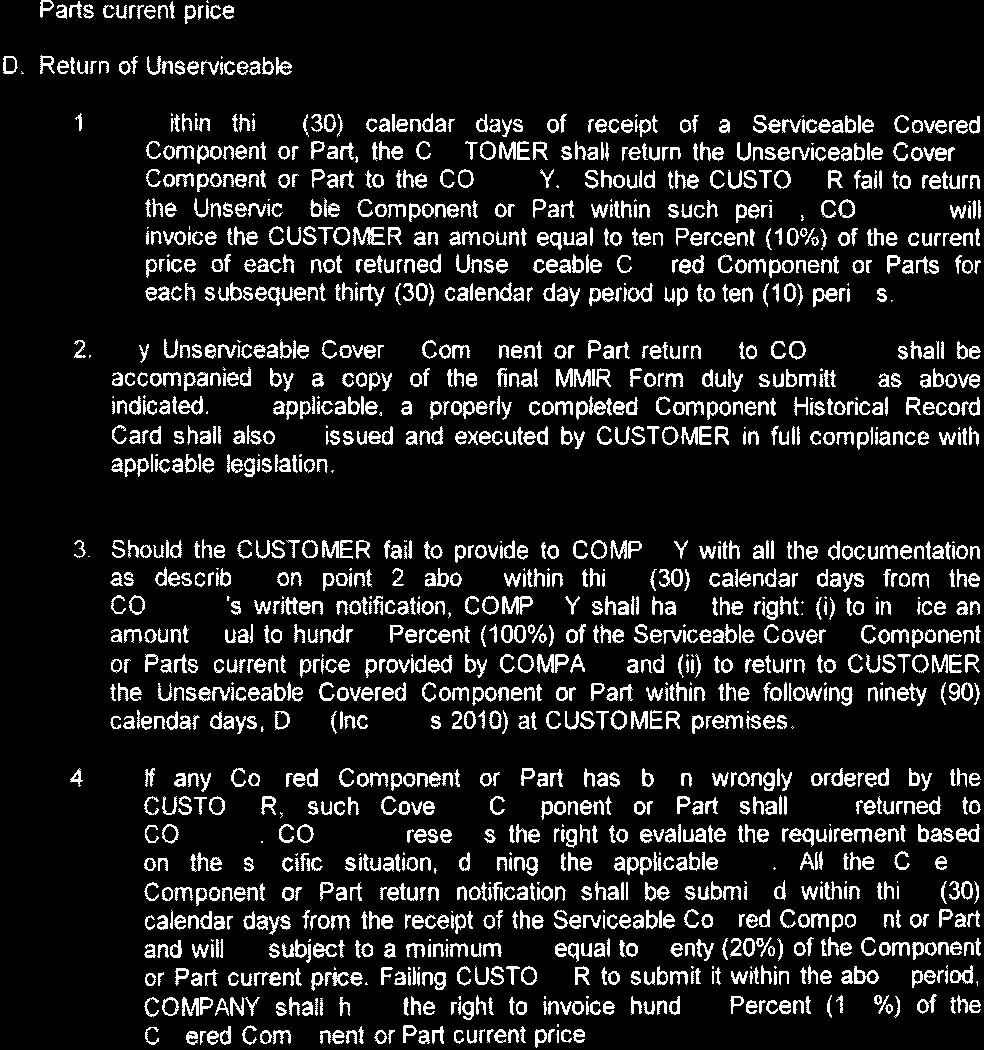 Parts current price
D. Return of Unserviceable
1 ithin thi (30) calendar days of receipt of a Serviceable Covered
Component or Part, the C TOMER shall return the Unserviceable Cover
Component or Part to the CO Y. Should the CUSTO R fail to return
the Unservic ble Component or Part within such peri , CO will
invoice the CUSTOMER an amount equal to ten Percent (10%) of the current
price of each not returned Unse ceable C red Component or Parts for
each subsequent thirty (30) calendar day period up to ten (10) peri s.
2. y Unserviceable Cover Com nent or Part return to CO shall be
accompanied by a copy of the final MMIR Form duly submitt as above
indicated. applicable, a properly completed Component Historical Record
Card shall also issued and executed by CUSTOMER in full compliance with
applicable legislation.
3. Should the CUSTOMER fail to provide to COMP Y with all the documentation
as describ on point 2 abo within thi (30) calendar days from the
CO 's written notification, COMP Y shall ha the right: (i) to in ice an
amount ual to hundr Percent (100%) of the Serviceable Cover Component
or Parts current price provided by COMPA and (ii) to return to CUSTOMER
the Unserviceable Covered Component or Part within the following ninety (90)
calendar days, D (Inc s 2010) at CUSTOMER premises.
4 If any Co red Component or Part has b n wrongly ordered by the
CUSTO R, such Cove C ponent or Part shall returned to
CO . CO rese s the right to evaluate the requirement based
on the s cific situation, d ning the applicable . All the C e
Component or Part return notification shall be submi d within thi (30)
calendar days from the receipt of the Serviceable Co red Compo nt or Part
and will subject to a minimum equal to enty (20%) of the Component
or Part current price. Failing CUSTO R to submit it within the abo period,
COMPANY shall h the right to invoice hund Percent (1 %) of the
C ered Com nent or Part current price